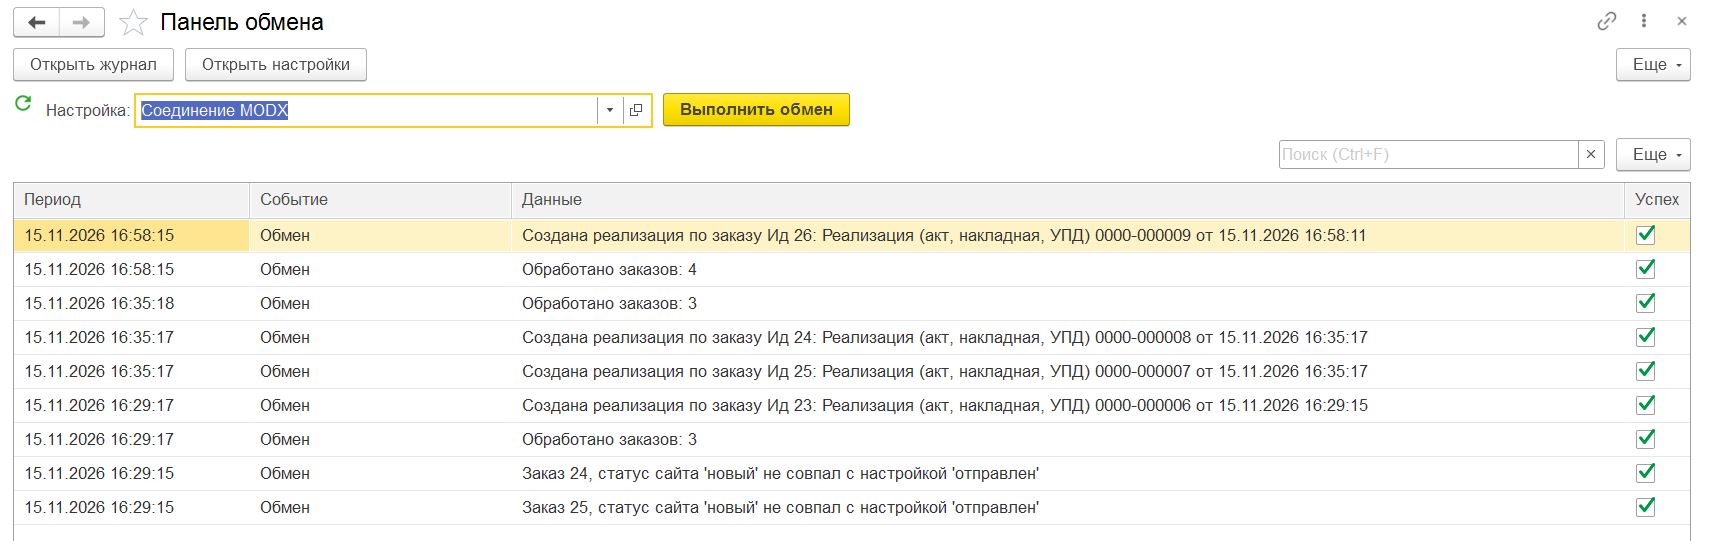 Панель обмена
Открыть журнал Открыть настройки Еще
Настройка: Соединение MODX Выполнить обмен
Поиск (Ctrl+F) Еще
Период Событие Данные Успех
15.11.2026 16:58:15 Обмен Создана реализация по заказу Ид 26: Реализация (акт, накладная, УПД) 0000-000009 от 15.11.2026 16:58:11
15.11.2026 16:58:15 Обмен Обработано заказов: 4
15.11.2026 16:35:18 Обмен Обработано заказов: 3
15.11.2026 16:35:17 Обмен Создана реализация по заказу Ид 24: Реализация (акт, накладная, УПД) 0000-000008 от 15.11.2026 16:35:17
15.11.2026 16:35:17 Обмен Создана реализация по заказу Ид 25: Реализация (акт, накладная, УПД) 0000-000007 от 15.11.2026 16:35:17
15.11.2026 16:29:17 Обмен Создана реализация по заказу Ид 23: Реализация (акт, накладная, УПД) 0000-000006 от 15.11.2026 16:29:15
15.11.2026 16:29:17 Обмен Обработано заказов: 3
15.11.2026 16:29:15 Обмен Заказ 24, статус сайта 'новый' не совпал с настройкой 'отправлен'
15.11.2026 16:29:15 Обмен Заказ 25, статус сайта 'новый' не совпал с настройкой 'отправлен'